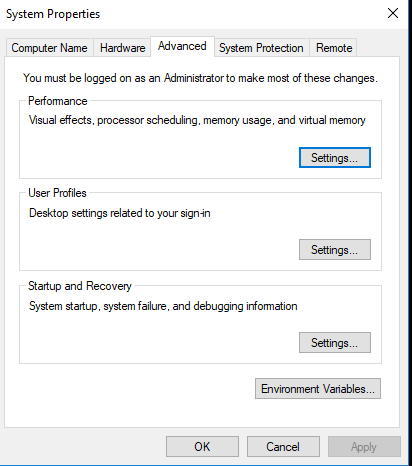 System Properties
Computer Name Hardware Advanced System Protection Remote
You must be logged on as an Administrator to make most of these changes.
Performance
Visual effects, processor scheduling, memory usage, and virtual memory
Settings...
User Profiles
Desktop settings related to your sign-in
Settings...
Startup and Recovery
System startup, system failure, and debugging information
Settings...
Environment Variables...
OK Cancel Apply